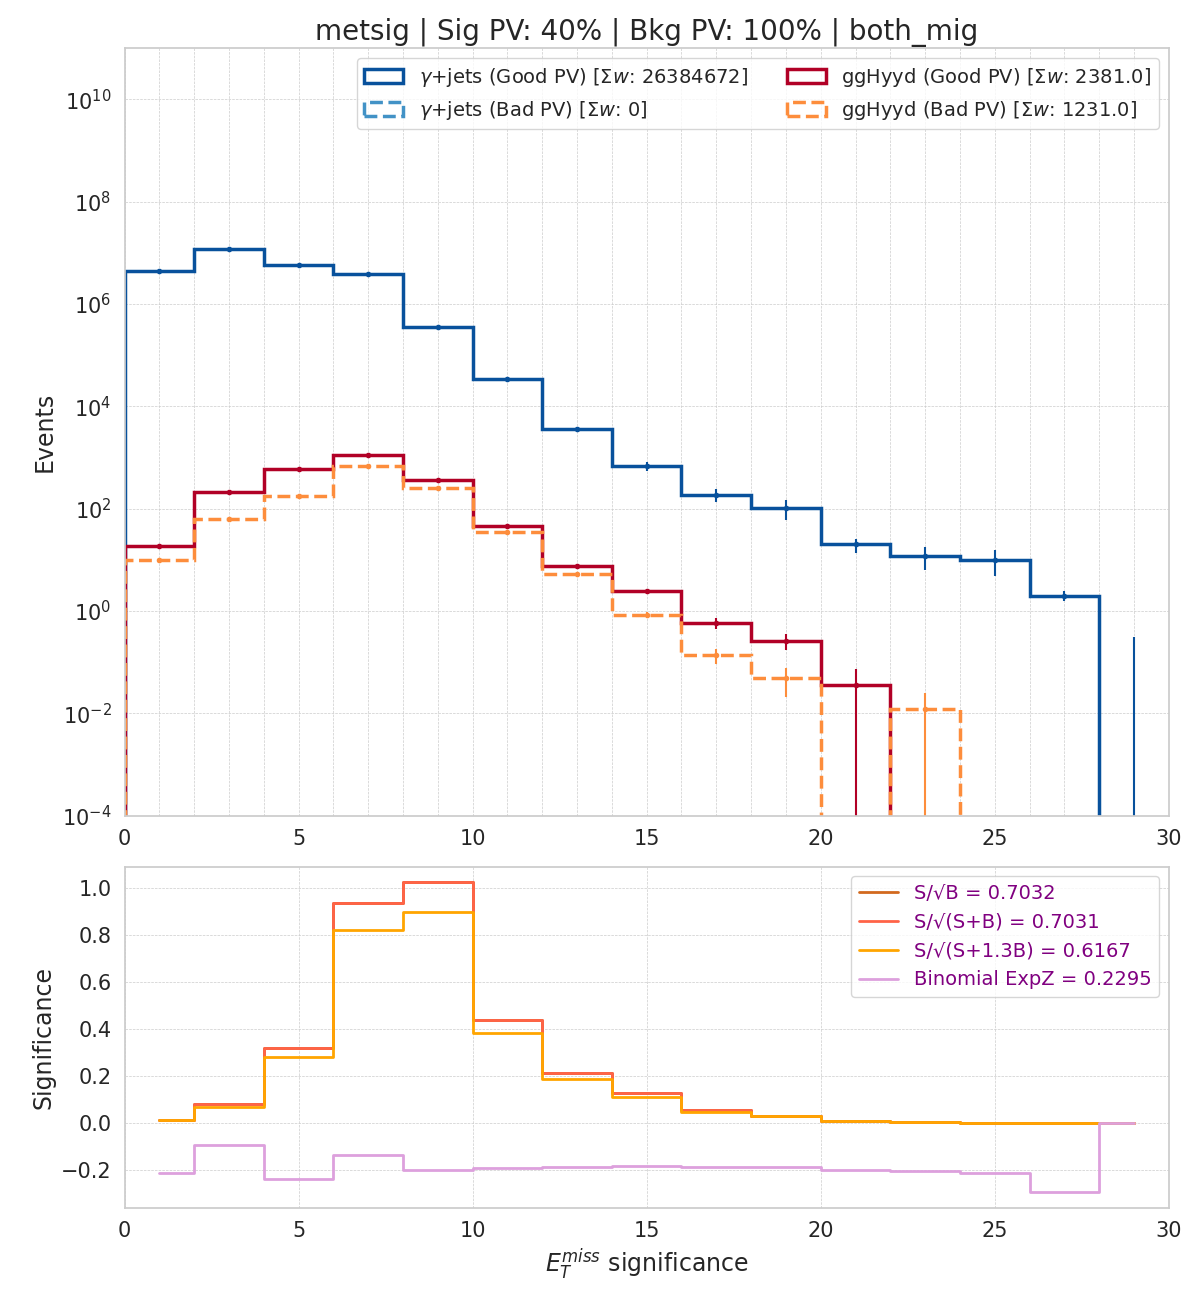 metsig | Sig PV: 40% | Bkg PV: 100% | both_mig
γ+jets (Good PV) [Σw: 26384672]
γ+jets (Bad PV) [Σw: 0]
ggHyyd (Good PV) [Σw: 2381.0]
ggHyyd (Bad PV) [Σw: 1231.0]
Events
10^10
10^8
10^6
10^4
10^2
10^0
10^−2
10^−4
0 5 10 15 20 25 30
Significance
1.0
0.8
0.6
0.4
0.2
0.0
−0.2
S/√B = 0.7032
S/√(S+B) = 0.7031
S/√(S+1.3B) = 0.6167
Binomial ExpZ = 0.2295
0 5 10 15 20 25 30
E_T^miss significance